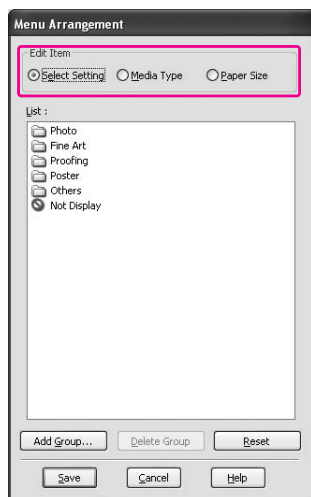 Menu Arrangement
Edit Item
Select Setting Media Type Paper Size
List :
Photo
Fine Art
Proofing
Poster
Others
Not Display
Add Group... Delete Group Reset
Save Cancel Help